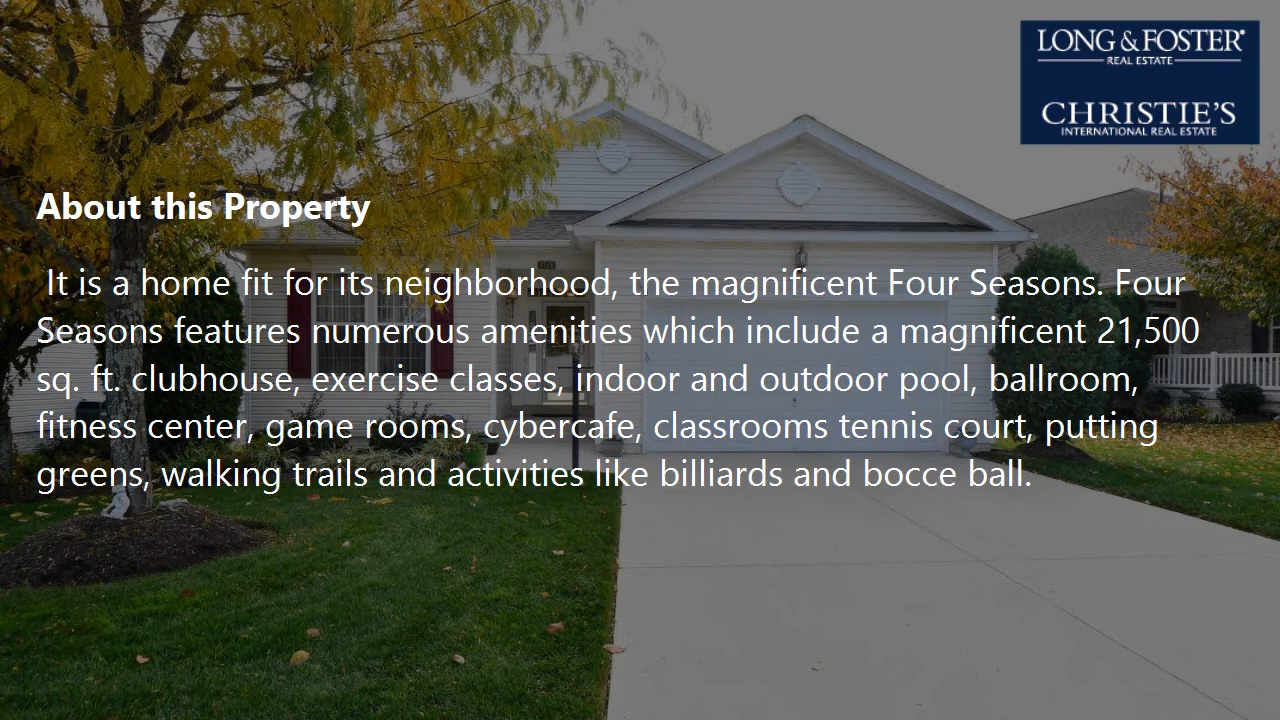 LONG & FOSTER®
REAL ESTATE
CHRISTIE'S
INTERNATIONAL REAL ESTATE
About this Property
It is a home fit for its neighborhood, the magnificent Four Seasons. Four
Seasons features numerous amenities which include a magnificent 21,500
sq. ft. clubhouse, exercise classes, indoor and outdoor pool, ballroom,
fitness center, game rooms, cybercafe, classrooms tennis court, putting
greens, walking trails and activities like billiards and bocce ball.